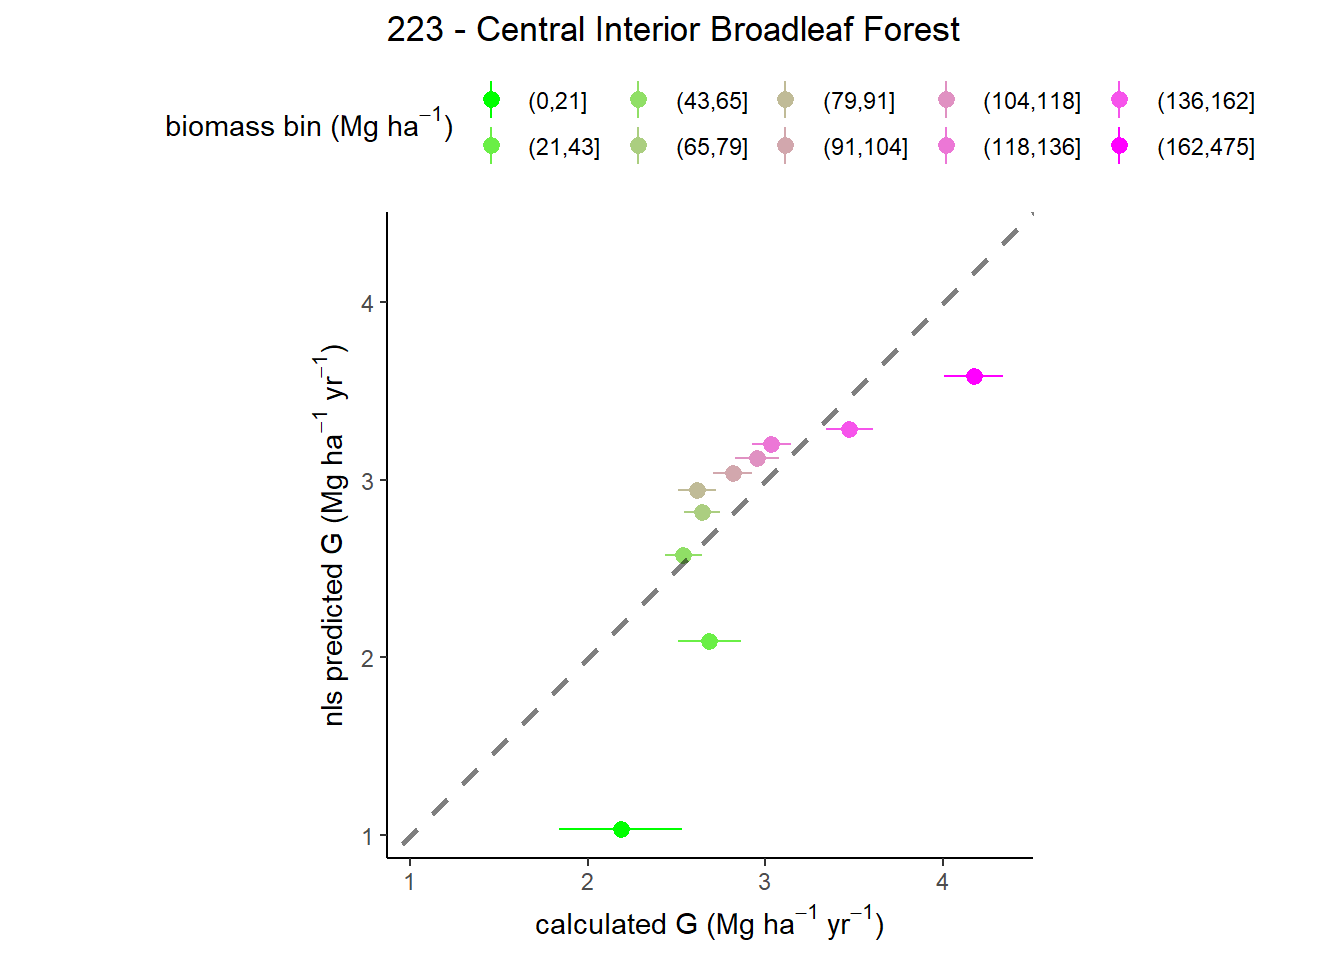 223 - Central Interior Broadleaf Forest
biomass bin (Mg ha⁻¹)
(0,21] (43,65] (79,91] (104,118] (136,162]
(21,43] (65,79] (91,104] (118,136] (162,475]
nls predicted G (Mg ha⁻¹ yr⁻¹)
4
3
2
1
1 2 3 4
calculated G (Mg ha⁻¹ yr⁻¹)